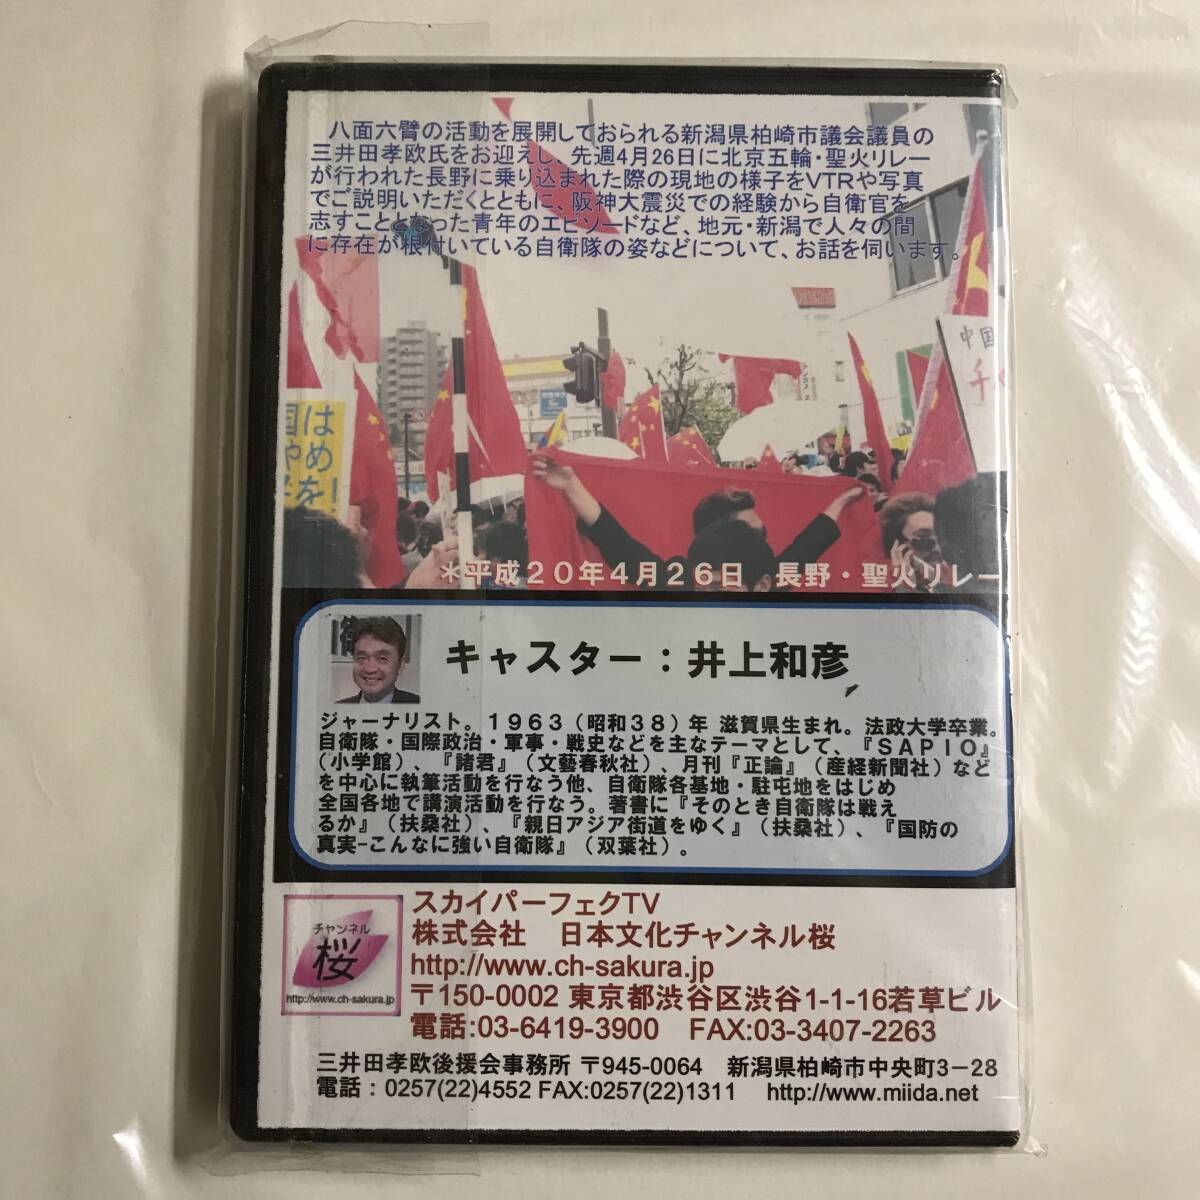 八面六臂の活動を展開しておられる新潟県柏崎市議会議員の
三井田孝欧氏をお迎えし、先週4月26日に北京五輪・聖火リレー
が行われた長野に乗り込まれた際の現地の様子をVTRや写真
でご説明いただくとともに、阪神大震災での経験から自衛官を
志すこととなった青年のエピソードなど、地元・新潟で人々の間
に存在が根付いている自衛隊の姿などについて、お話を伺います。
中国
国は
やめ
を!
＊平成２０年４月２６日　長野・聖火リレー
キャスター：井上和彦
ジャーナリスト。１９６３（昭和３８）年 滋賀県生まれ。法政大学卒業。
自衛隊・国際政治・軍事・戦史などを主なテーマとして、『ＳＡＰＩＯ』
（小学館）、『諸君』（文藝春秋社）、月刊『正論』（産経新聞社）など
を中心に執筆活動を行なう他、自衛隊各基地・駐屯地をはじめ
全国各地で講演活動を行なう。著書に『そのとき自衛隊は戦え
るか』（扶桑社）、『親日アジア街道をゆく』（扶桑社）、『国防の
真実-こんなに強い自衛隊』（双葉社）。
チャンネル
桜
http://www.ch-sakura.jp
スカイパーフェクTV
株式会社　日本文化チャンネル桜
http://www.ch-sakura.jp
〒150-0002 東京都渋谷区渋谷1-1-16若草ビル
電話:03-6419-3900　FAX:03-3407-2263
三井田孝欧後援会事務所 〒945-0064　新潟県柏崎市中央町3－28
電話：0257(22)4552 FAX:0257(22)1311　http://www.miida.net